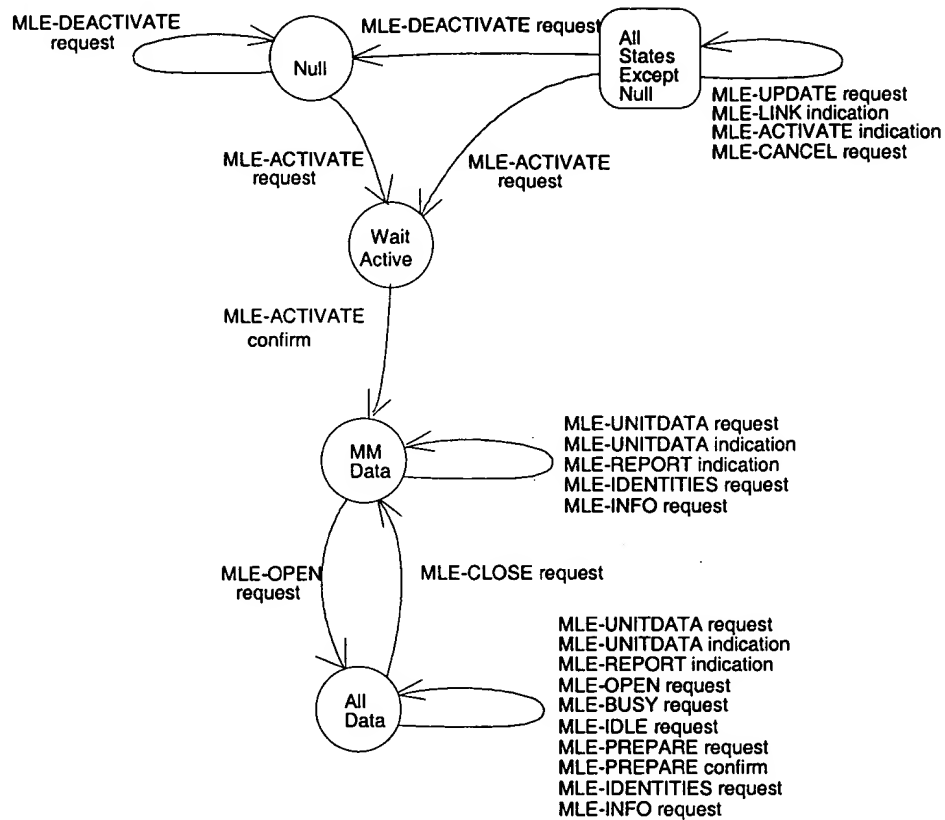 MLE-DEACTIVATE
request
Null
MLE-DEACTIVATE request
All
States
Except
Null
MLE-UPDATE request
MLE-LINK indication
MLE-ACTIVATE indication
MLE-CANCEL request
MLE-ACTIVATE
request
MLE-ACTIVATE
request
Wait
Active
MLE-ACTIVATE
confirm
MM
Data
MLE-UNITDATA request
MLE-UNITDATA indication
MLE-REPORT indication
MLE-IDENTITIES request
MLE-INFO request
MLE-OPEN
request
MLE-CLOSE request
All
Data
MLE-UNITDATA request
MLE-UNITDATA indication
MLE-REPORT indication
MLE-OPEN request
MLE-BUSY request
MLE-IDLE request
MLE-PREPARE request
MLE-PREPARE confirm
MLE-IDENTITIES request
MLE-INFO request